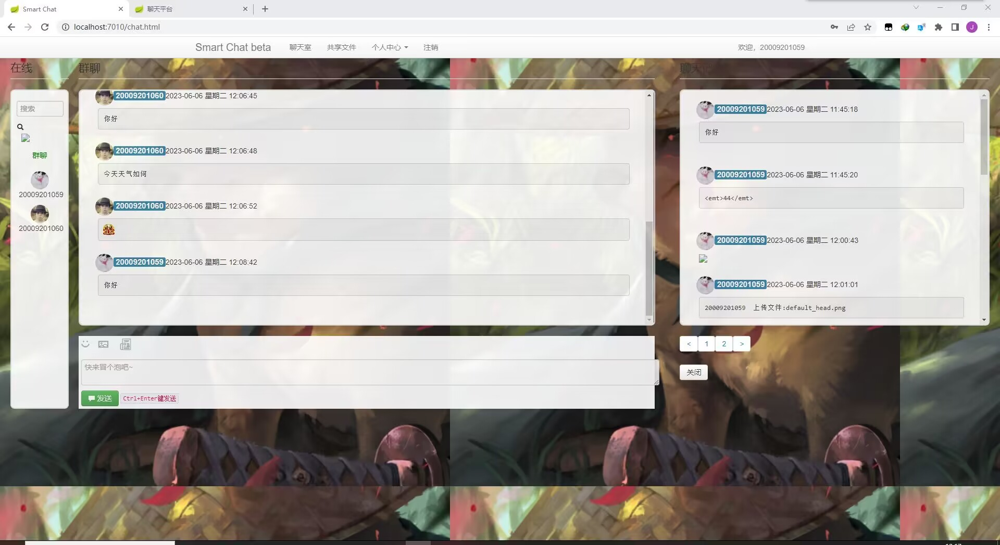 Smart Chat
聊天平台
localhost:7010/chat.html
J
Smart Chat beta
聊天室
共享文件
个人中心
注销
欢迎，20009201059
在线
搜索
群聊
20009201059
20009201060
群聊
20009201060 2023-06-06 星期二 12:06:45
你好
20009201060 2023-06-06 星期二 12:06:48
今天天气如何
20009201060 2023-06-06 星期二 12:06:52
20009201059 2023-06-06 星期二 12:08:42
你好
快来冒个泡吧~
发送
Ctrl+Enter键发送
聊天
20009201059 2023-06-06 星期二 11:45:18
你好
20009201059 2023-06-06 星期二 11:45:20
<emt>44</emt>
20009201059 2023-06-06 星期二 12:00:43
20009201059 2023-06-06 星期二 12:01:01
20009201059 上传文件:default_head.png
< 1 2 >
关闭